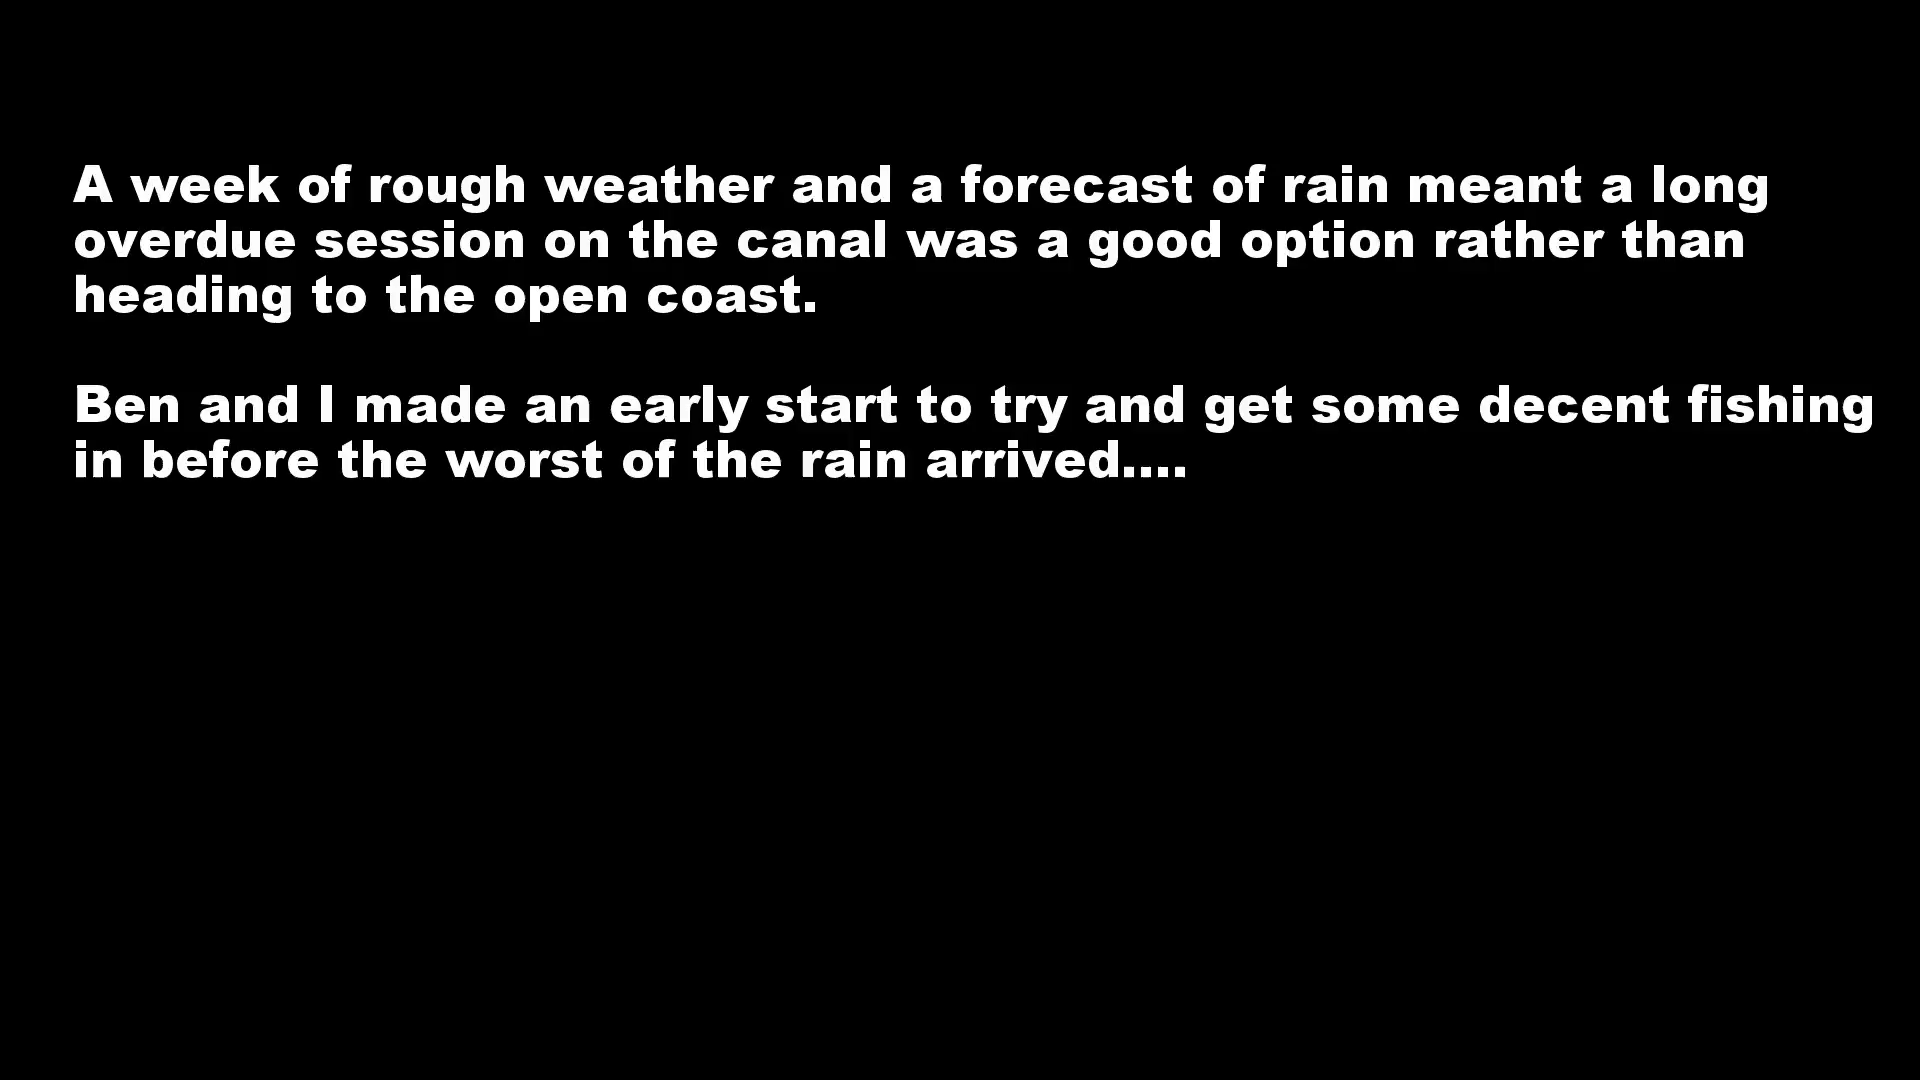 A week of rough weather and a forecast of rain meant a long
overdue session on the canal was a good option rather than
heading to the open coast.
Ben and I made an early start to try and get some decent fishing
in before the worst of the rain arrived....